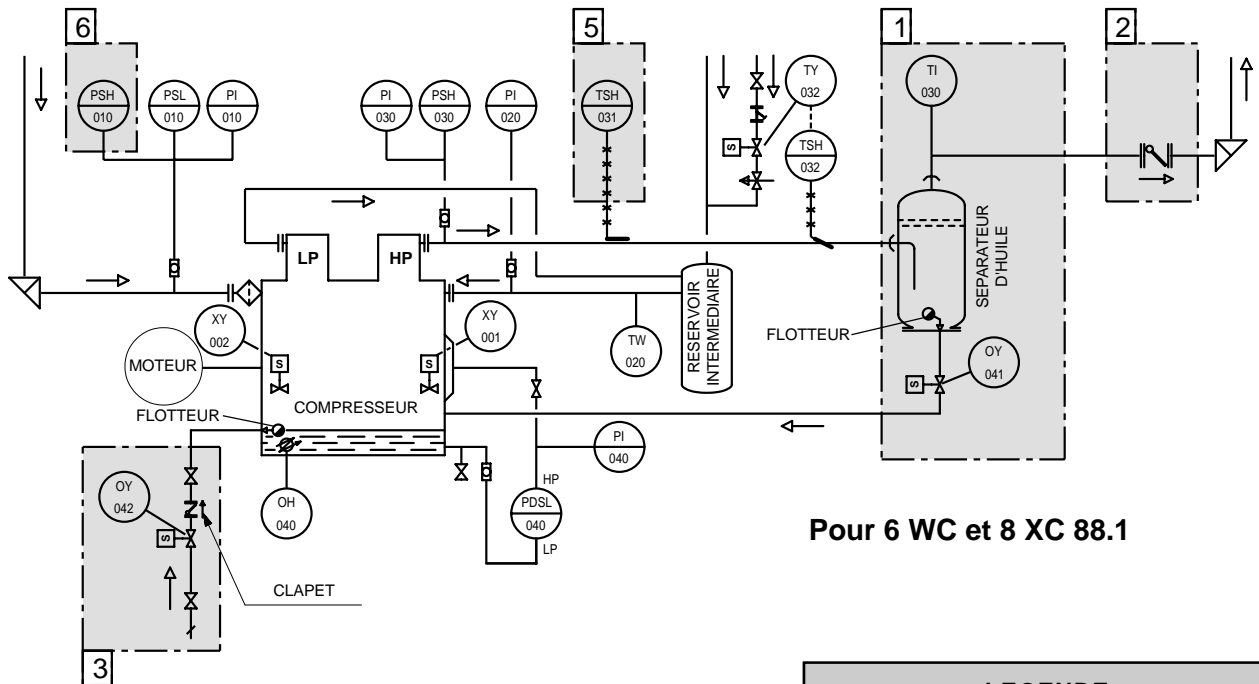 6
5
1
2
PSH
010
PSL
010
PI
010
PI
030
PSH
030
PI
020
TSH
031
TY
032
TI
030
S
TSH
032
LP
HP
SEPARATEUR
D'HUILE
XY
002
XY
001
S
S
MOTEUR
TW
020
RESERVOIR
INTERMEDIAIRE
FLOTTEUR
OY
041
S
COMPRESSEUR
FLOTTEUR
PI
040
OY
042
S
OH
040
HP
PDSL
040
LP
Pour 6 WC et 8 XC 88.1
CLAPET
3